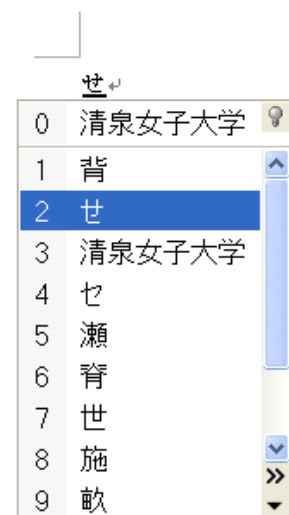 せ
0 清泉女子大学
1 背
2 せ
3 清泉女子大学
4 セ
5 瀬
6 脊
7 世
8 施
9 畝